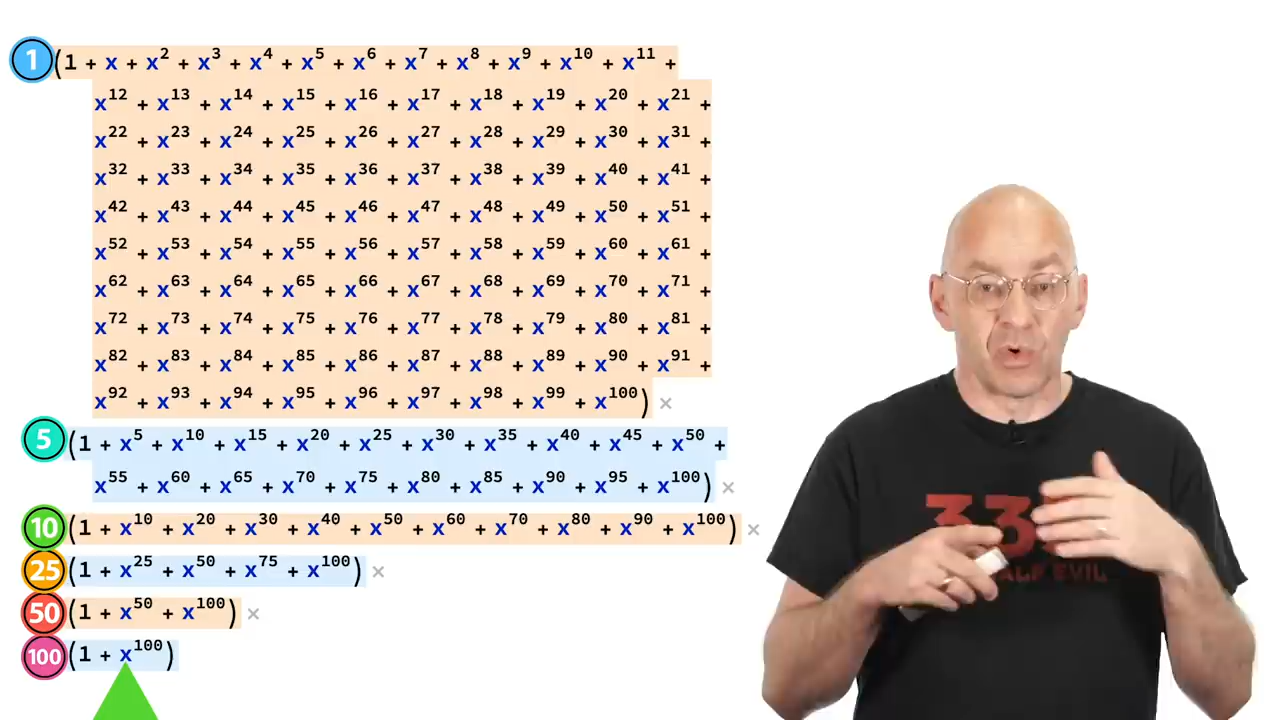 1 (1 + x + x² + x³ + x⁴ + x⁵ + x⁶ + x⁷ + x⁸ + x⁹ + x¹⁰ + x¹¹ +
x¹² + x¹³ + x¹⁴ + x¹⁵ + x¹⁶ + x¹⁷ + x¹⁸ + x¹⁹ + x²⁰ + x²¹ +
x²² + x²³ + x²⁴ + x²⁵ + x²⁶ + x²⁷ + x²⁸ + x²⁹ + x³⁰ + x³¹ +
x³² + x³³ + x³⁴ + x³⁵ + x³⁶ + x³⁷ + x³⁸ + x³⁹ + x⁴⁰ + x⁴¹ +
x⁴² + x⁴³ + x⁴⁴ + x⁴⁵ + x⁴⁶ + x⁴⁷ + x⁴⁸ + x⁴⁹ + x⁵⁰ + x⁵¹ +
x⁵² + x⁵³ + x⁵⁴ + x⁵⁵ + x⁵⁶ + x⁵⁷ + x⁵⁸ + x⁵⁹ + x⁶⁰ + x⁶¹ +
x⁶² + x⁶³ + x⁶⁴ + x⁶⁵ + x⁶⁶ + x⁶⁷ + x⁶⁸ + x⁶⁹ + x⁷⁰ + x⁷¹ +
x⁷² + x⁷³ + x⁷⁴ + x⁷⁵ + x⁷⁶ + x⁷⁷ + x⁷⁸ + x⁷⁹ + x⁸⁰ + x⁸¹ +
x⁸² + x⁸³ + x⁸⁴ + x⁸⁵ + x⁸⁶ + x⁸⁷ + x⁸⁸ + x⁸⁹ + x⁹⁰ + x⁹¹ +
x⁹² + x⁹³ + x⁹⁴ + x⁹⁵ + x⁹⁶ + x⁹⁷ + x⁹⁸ + x⁹⁹ + x¹⁰⁰) ×
5 (1 + x⁵ + x¹⁰ + x¹⁵ + x²⁰ + x²⁵ + x³⁰ + x³⁵ + x⁴⁰ + x⁴⁵ + x⁵⁰ +
x⁵⁵ + x⁶⁰ + x⁶⁵ + x⁷⁰ + x⁷⁵ + x⁸⁰ + x⁸⁵ + x⁹⁰ + x⁹⁵ + x¹⁰⁰) ×
10 (1 + x¹⁰ + x²⁰ + x³⁰ + x⁴⁰ + x⁵⁰ + x⁶⁰ + x⁷⁰ + x⁸⁰ + x⁹⁰ + x¹⁰⁰) ×
25 (1 + x²⁵ + x⁵⁰ + x⁷⁵ + x¹⁰⁰) ×
50 (1 + x⁵⁰ + x¹⁰⁰) ×
100 (1 + x¹⁰⁰)
EVIL